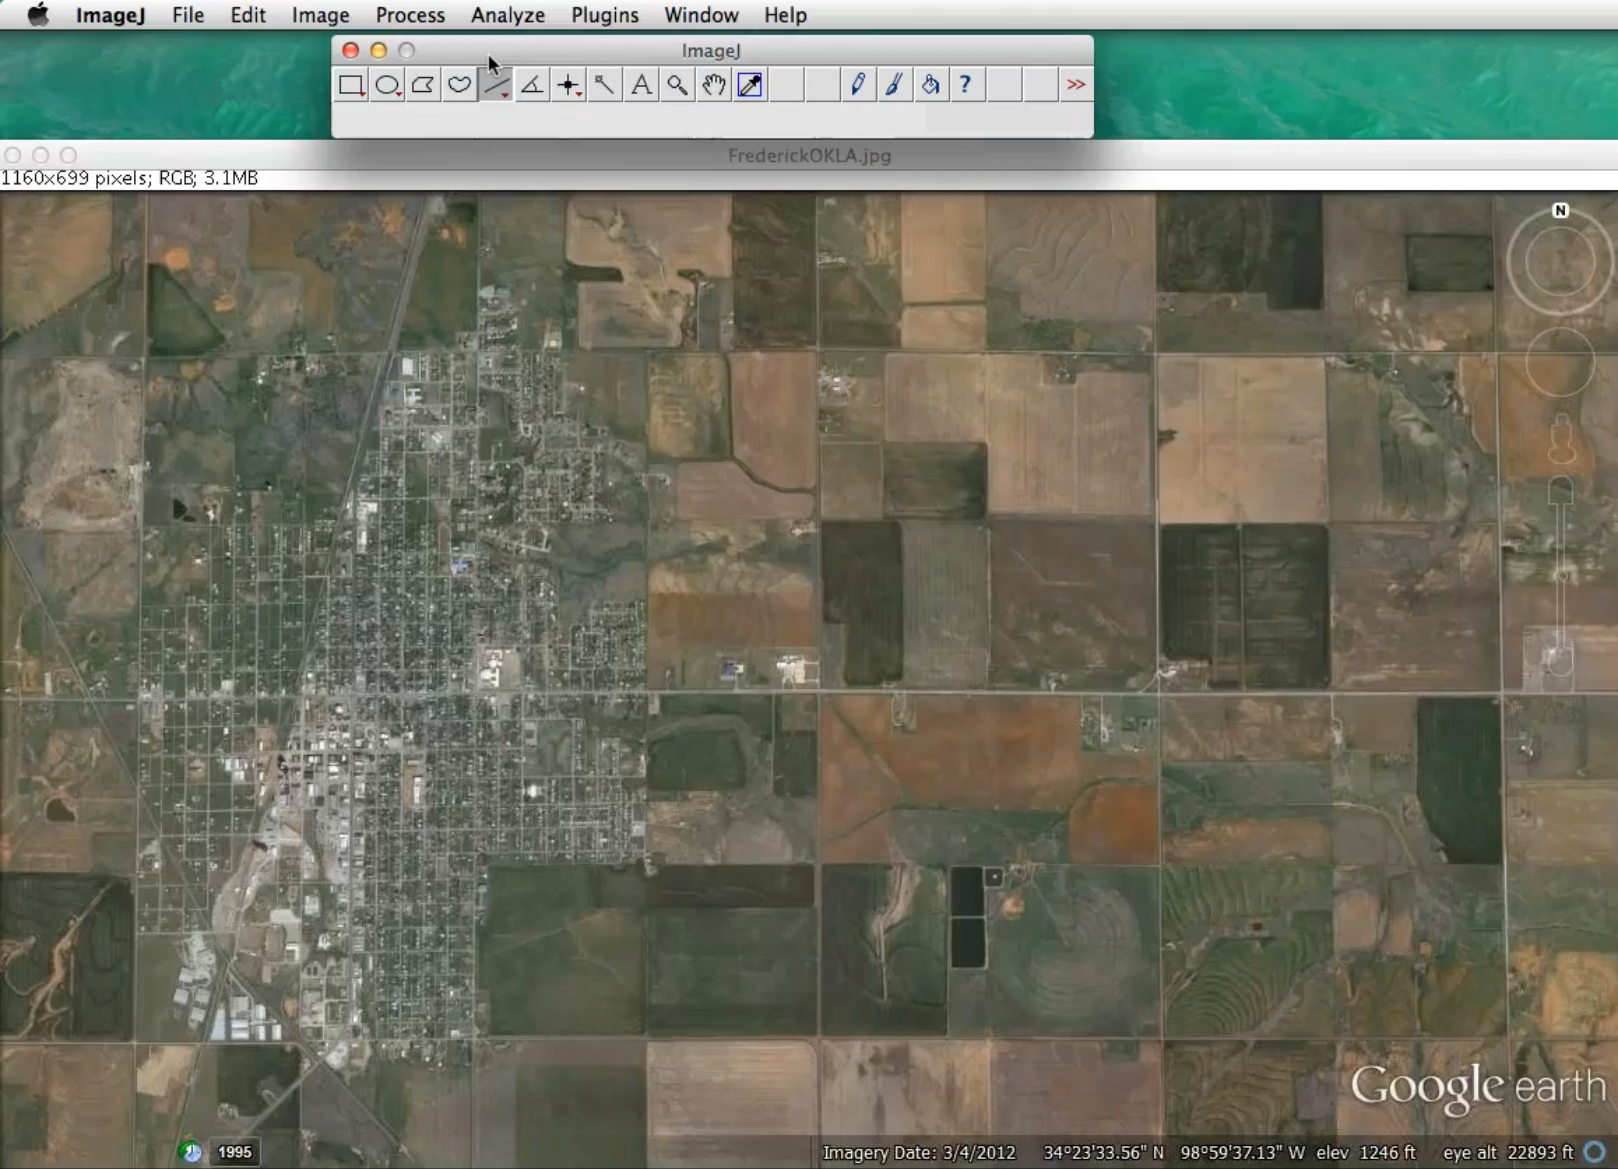 ImageJ File Edit Image Process Analyze Plugins Window Help
ImageJ
A ? >>
FrederickOKLA.jpg
1160x699 pixels; RGB; 3.1MB
N
Google earth
1995 Imagery Date: 3/4/2012 34°23'33.56" N 98°59'37.13" W elev 1246 ft eye alt 22893 ft